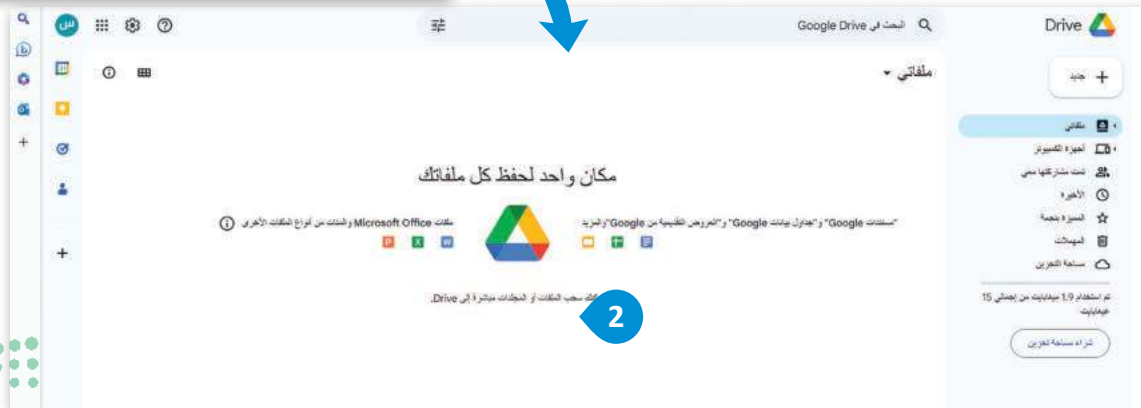 Drive
البحث في Google Drive
س
جديد
ملفاتي
أجهزة الكمبيوتر
تمت مشاركتها معي
الأخيرة
المميزة بنجمة
المهملات
مساحة التخزين
تم استخدام 1.9 ميغابايت من إجمالي 15
غيغابايت
شراء مساحة تخزين
ملفاتي
مكان واحد لحفظ كل ملفاتك
"مستندات Google" و"جداول بيانات Google" و"العروض التقديمية من Google" والمزيد
ملفات Microsoft Office والمئات من أنواع الملفات الأخرى
سحب الملفات أو المجلدات مباشرة إلى Drive.
2